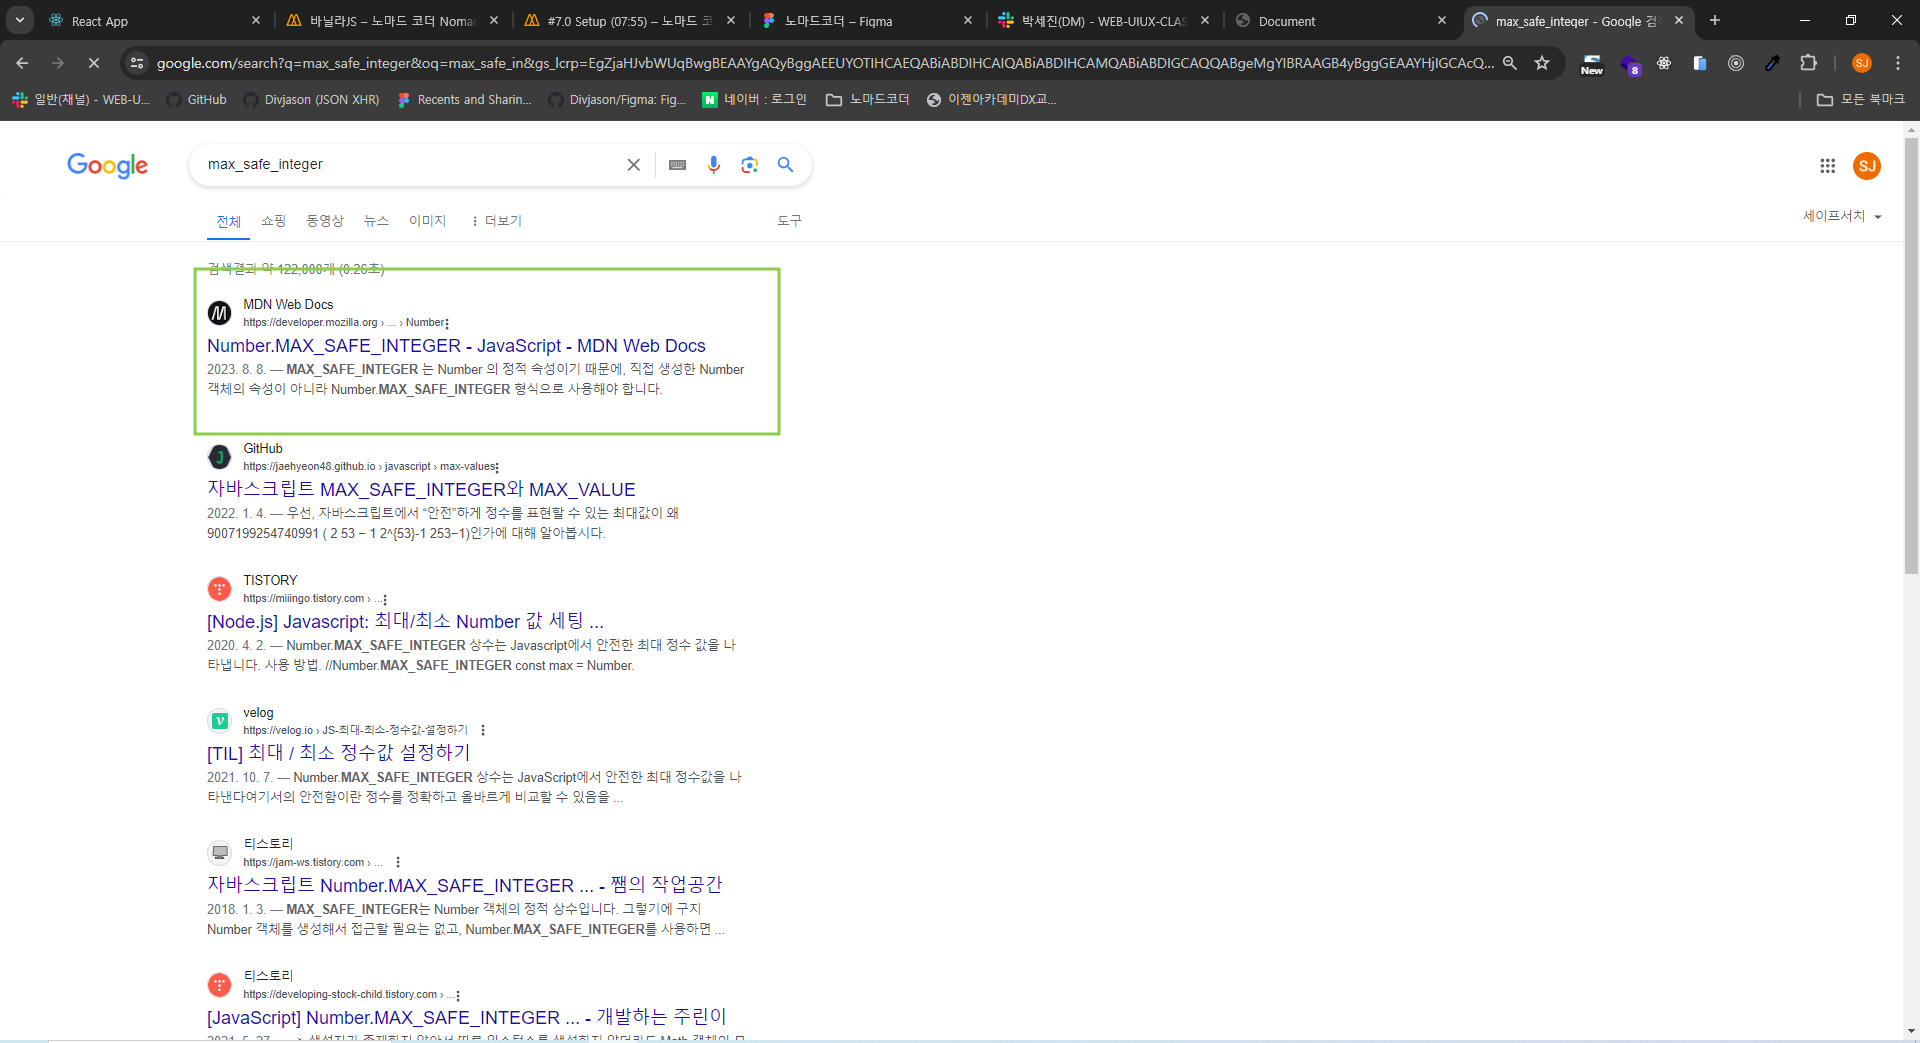 React App
바닐라JS – 노마드 코더 Noma
#7.0 Setup (07:55) – 노마드 코
노마드코더 – Figma
박세진(DM) - WEB-UIUX-CLAS
Document
max_safe_integer - Google 검
google.com/search?q=max_safe_integer&oq=max_safe_in&gs_lcrp=EgZjaHJvbWUqBwgBEAAYgAQyBggAEEUYOTIHCAEQABiABDIHCAIQABiABDIHCAMQABiABDIGCAQQABgeMgYIBRAAGB4yBggGEAAYHjIGCAcQ...
New
8
SJ
일반(채널) - WEB-U...
GitHub
Divjason (JSON XHR)
Recents and Sharin...
Divjason/Figma: Fig...
네이버 : 로그인
노마드코더
이젠아카데미DX교...
모든 북마크
Google
max_safe_integer
SJ
전체
쇼핑
동영상
뉴스
이미지
더보기
도구
세이프서치
검색결과 약 122,000개 (0.26초)
MDN Web Docs
https://developer.mozilla.org › ... › Number
Number.MAX_SAFE_INTEGER - JavaScript - MDN Web Docs
2023. 8. 8. — MAX_SAFE_INTEGER 는 Number 의 정적 속성이기 때문에, 직접 생성한 Number
객체의 속성이 아니라 Number.MAX_SAFE_INTEGER 형식으로 사용해야 합니다.
GitHub
https://jaehyeon48.github.io › javascript › max-values
자바스크립트 MAX_SAFE_INTEGER와 MAX_VALUE
2022. 1. 4. — 우선, 자바스크립트에서 “안전”하게 정수를 표현할 수 있는 최대값이 왜
9007199254740991 ( 2 53 − 1 2^{53}-1 253−1)인가에 대해 알아봅시다.
TISTORY
https://miiingo.tistory.com › ...
[Node.js] Javascript: 최대/최소 Number 값 세팅 ...
2020. 4. 2. — Number.MAX_SAFE_INTEGER 상수는 Javascript에서 안전한 최대 정수 값을 나
타냅니다. 사용 방법. //Number.MAX_SAFE_INTEGER const max = Number.
velog
https://velog.io › JS-최대-최소-정수값-설정하기
[TIL] 최대 / 최소 정수값 설정하기
2021. 10. 7. — Number.MAX_SAFE_INTEGER 상수는 JavaScript에서 안전한 최대 정수값을 나
타낸다여기서의 안전함이란 정수를 정확하고 올바르게 비교할 수 있음을 ...
티스토리
https://jam-ws.tistory.com › ...
자바스크립트 Number.MAX_SAFE_INTEGER ... - 쨈의 작업공간
2018. 1. 3. — MAX_SAFE_INTEGER는 Number 객체의 정적 상수입니다. 그렇기에 구지
Number 객체를 생성해서 접근할 필요는 없고, Number.MAX_SAFE_INTEGER를 사용하면 ...
티스토리
https://developing-stock-child.tistory.com › ...
[JavaScript] Number.MAX_SAFE_INTEGER ... - 개발하는 주린이